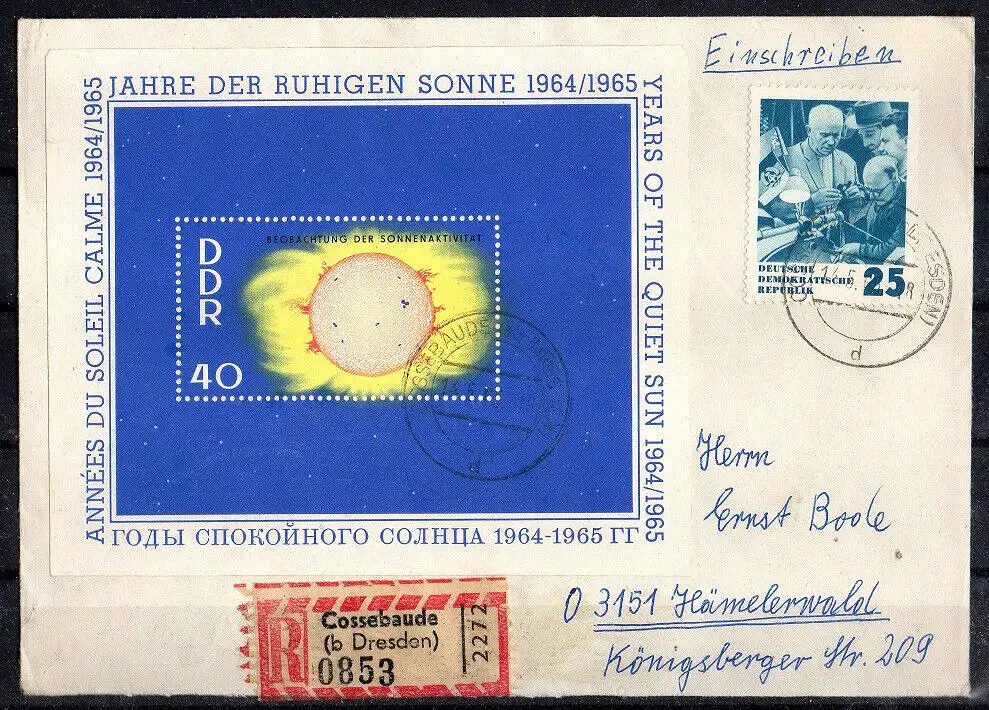 Einschreiben
JAHRE DER RUHIGEN SONNE 1964/1965
ANNÉES DU SOLEIL CALME 1964/1965
YEARS OF THE QUIET SUN 1964/1965
BEOBACHTUNG DER SONNENAKTIVITÄT
DDR
40
ГОДЫ СПОКОЙНОГО СОЛНЦА 1964-1965 ГГ
DEUTSCHE
DEMOKRATISCHE
REPUBLIK
25
d
d
Herrn
Ernst Boole
O 3151 Hämelerwald
Königsberger Str. 209
R
Cossebaude
(b Dresden)
0853
2272